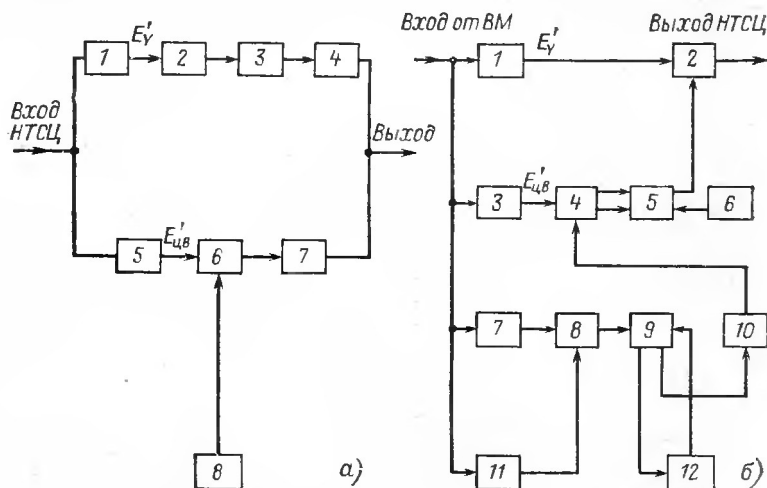 Вход
НТСЦ
1
E'Y
2
3
4
Выход
5
E'цв
6
7
8
а)
Вход от ВМ
1
E'Y
Выход НТСЦ
2
3
E'цв
4
5
6
7
8
9
10
11
12
б)